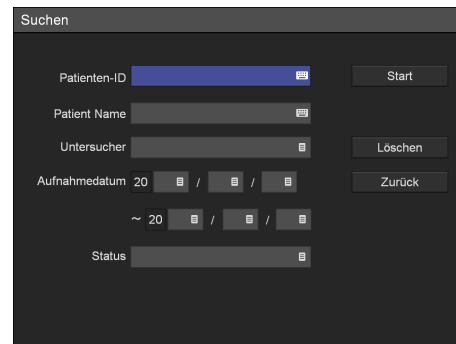 Suchen
Patienten-ID Start
Patient Name
Untersucher Löschen
Aufnahmedatum 20 / / Zurück
~ 20 / /
Status